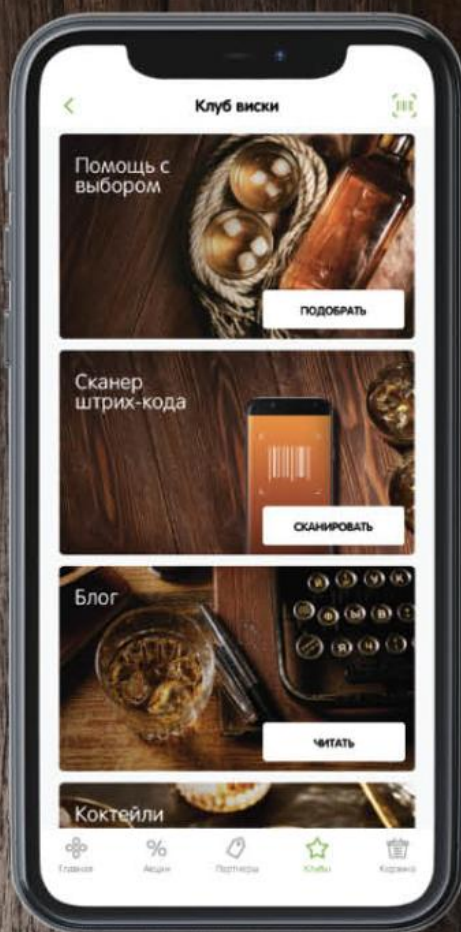 Клуб виски
Помощь с
выбором
ПОДОБРАТЬ
Сканер
штрих-кода
СКАНИРОВАТЬ
Блог
ЧИТАТЬ
Коктейли
Главная
Акции
Партнеры
Клубы
Корзина